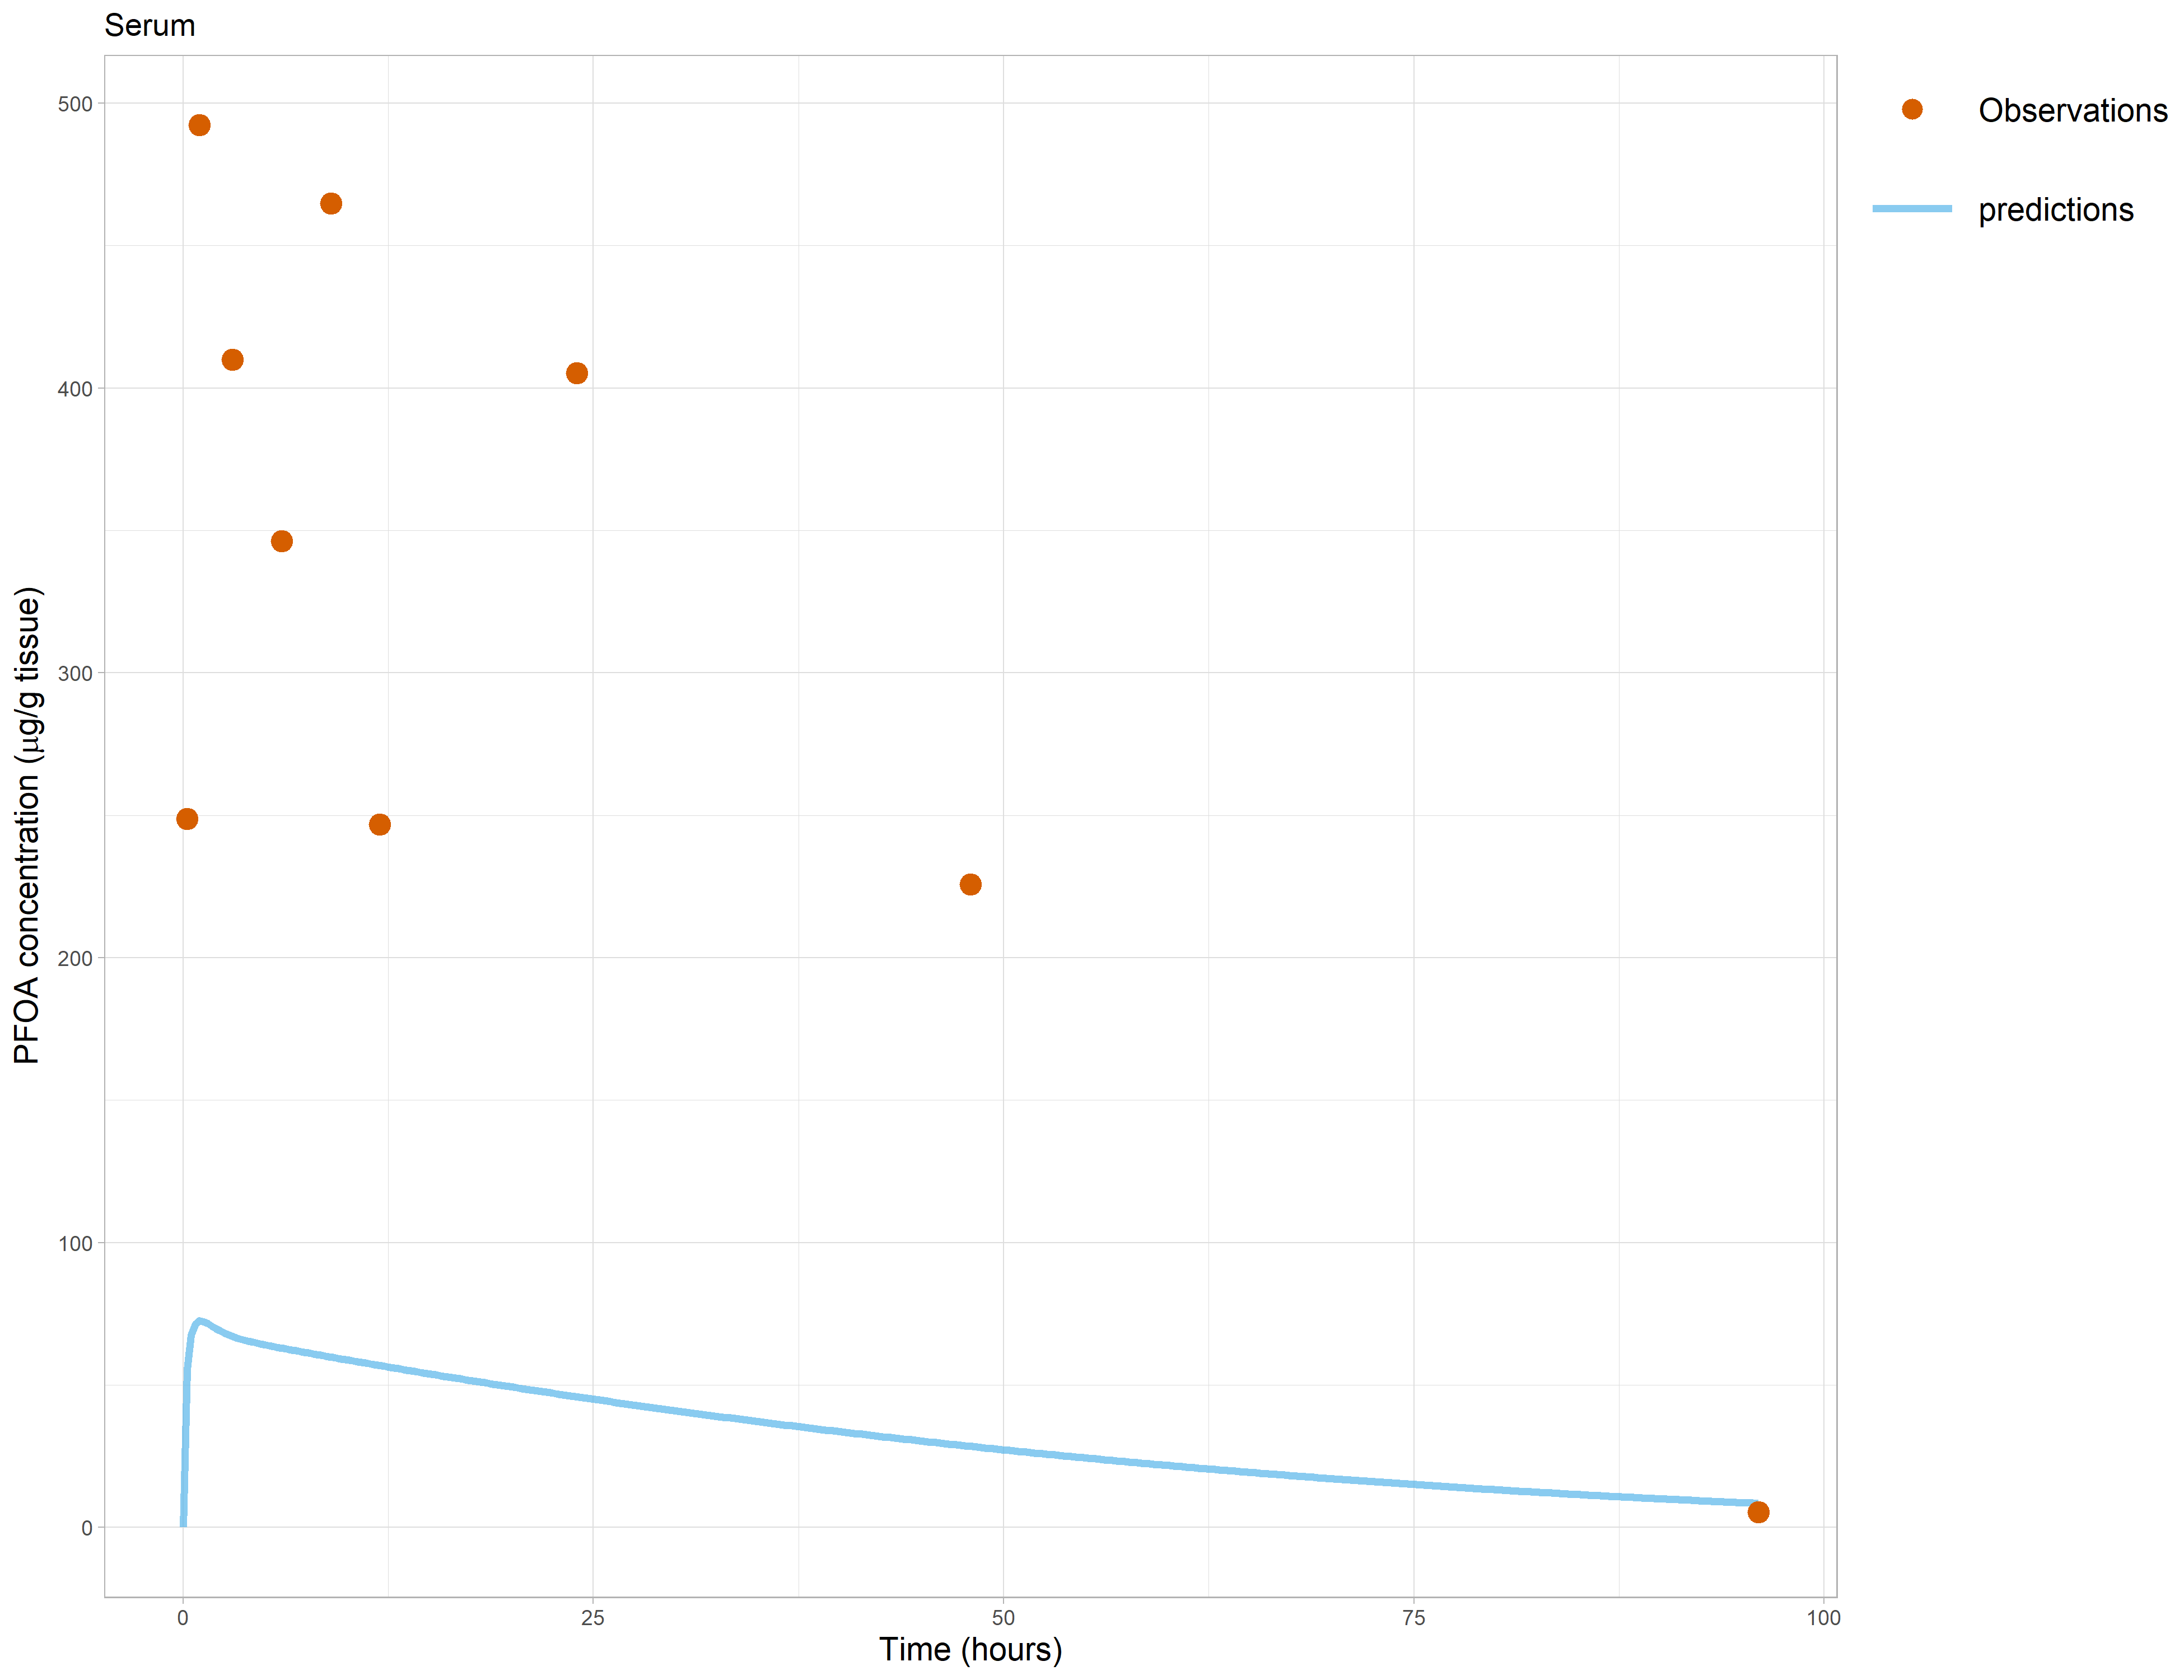 Serum
500
400
300
200
100
0
PFOA concentration (μg/g tissue)
0 25 50 75 100
Time (hours)
Observations
predictions